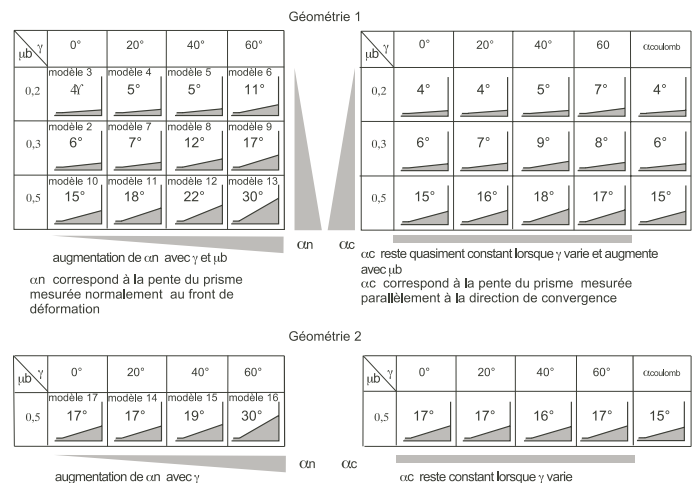 Géométrie 1
μb γ 0° 20° 40° 60°
modèle 3 modèle 4 modèle 5 modèle 6
0,2 4° 5° 5° 11°
modèle 2 modèle 7 modèle 8 modèle 9
0,3 6° 7° 12° 17°
modèle 10 modèle 11 modèle 12 modèle 13
0,5 15° 18° 22° 30°
augmentation de αn avec γ et μb
αn correspond à la pente du prisme
mesurée normalement au front de
déformation
αn αc
μb γ 0° 20° 40° 60 αcoulomb
0,2 4° 4° 5° 7° 4°
0,3 6° 7° 9° 8° 6°
0,5 15° 16° 18° 17° 15°
αc reste quasiment constant lorsque γ varie et augmente
avec μb
αc correspond à la pente du prisme mesurée
parallèlement à la direction de convergence
Géométrie 2
μb γ 0° 20° 40° 60°
modèle 17 modèle 14 modèle 15 modèle 16
0,5 17° 17° 19° 30°
augmentation de αn avec γ
αn αc
μb γ 0° 20° 40° 60° αcoulomb
0,5 17° 17° 16° 17° 15°
αc reste constant lorsque γ varie